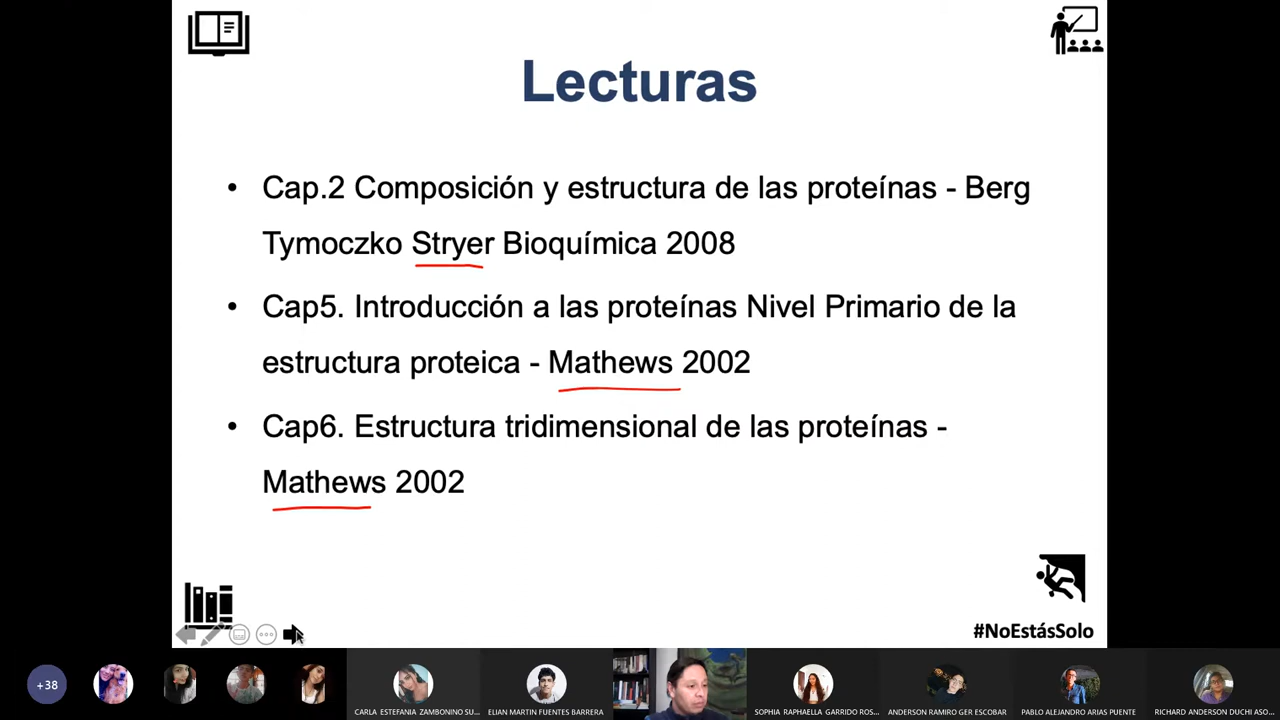 Lecturas
• Cap.2 Composición y estructura de las proteínas - Berg
Tymoczko Stryer Bioquímica 2008
• Cap5. Introducción a las proteínas Nivel Primario de la
estructura proteica - Mathews 2002
• Cap6. Estructura tridimensional de las proteínas -
Mathews 2002
#NoEstásSolo
+38
CARLA ESTEFANIA ZAMBONINO SU...
ELIAN MARTIN FUENTES BARRERA
SOPHIA RAPHAELLA GARRIDO ROS...
ANDERSON RAMIRO GER ESCOBAR
PABLO ALEJANDRO ARIAS PUENTE
RICHARD ANDERSON DUCHI ASO...